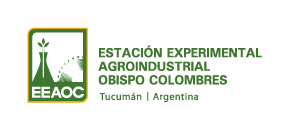 EEAOC
ESTACIÓN EXPERIMENTAL
AGROINDUSTRIAL
OBISPO COLOMBRES
Tucumán | Argentina